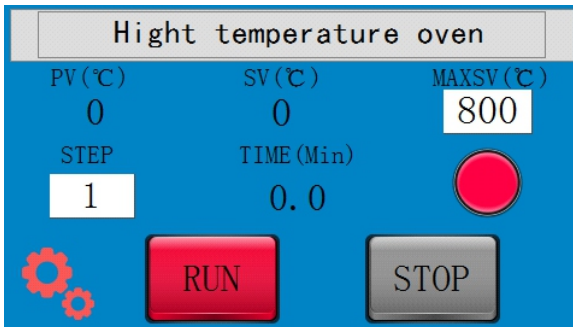 Hight temperature oven
PV(℃) SV(℃) MAXSV(℃)
0 0 800
STEP TIME(Min)
1 0.0
RUN STOP